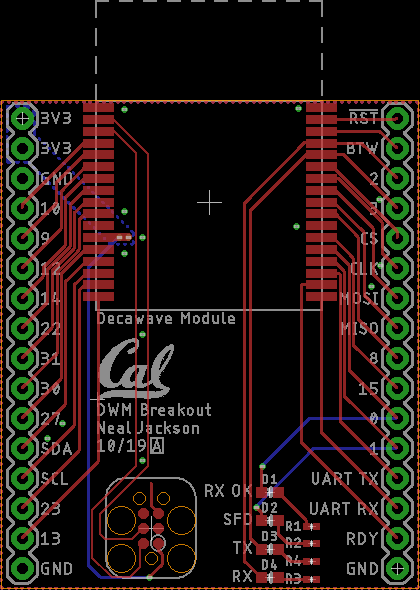 3V3
3V3
GND
10
9
12
14
22
31
30
27
SDA
SCL
23
13
GND
RST
BTW
2
3
CS
CLK
MOSI
MISO
8
15
0
1
UART TX
UART RX
RDY
GND
Decawave Module
Cal
DWM Breakout
Neal Jackson
10/19 A
RX OK
D1
SFD
D2
TX
D3
RX
D4
R1
R2
R4
R3